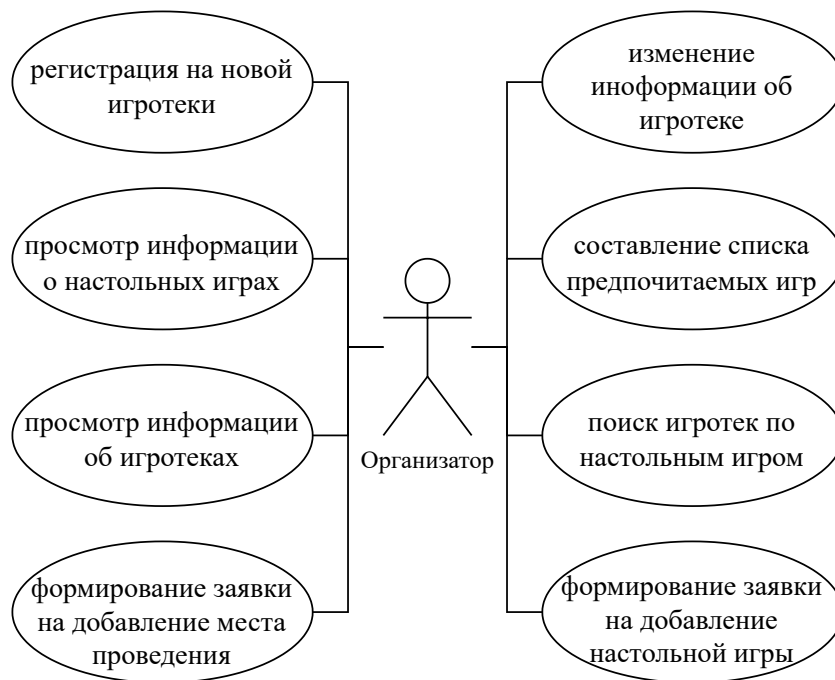 регистрация на новой
игротеки
просмотр информации
о настольных играх
просмотр информации
об игротеках
формирование заявки
на добавление места
проведения
Организатор
изменение
иноформации об
игротеке
составление списка
предпочитаемых игр
поиск игротек по
настольным игром
формирование заявки
на добавление
настольной игры